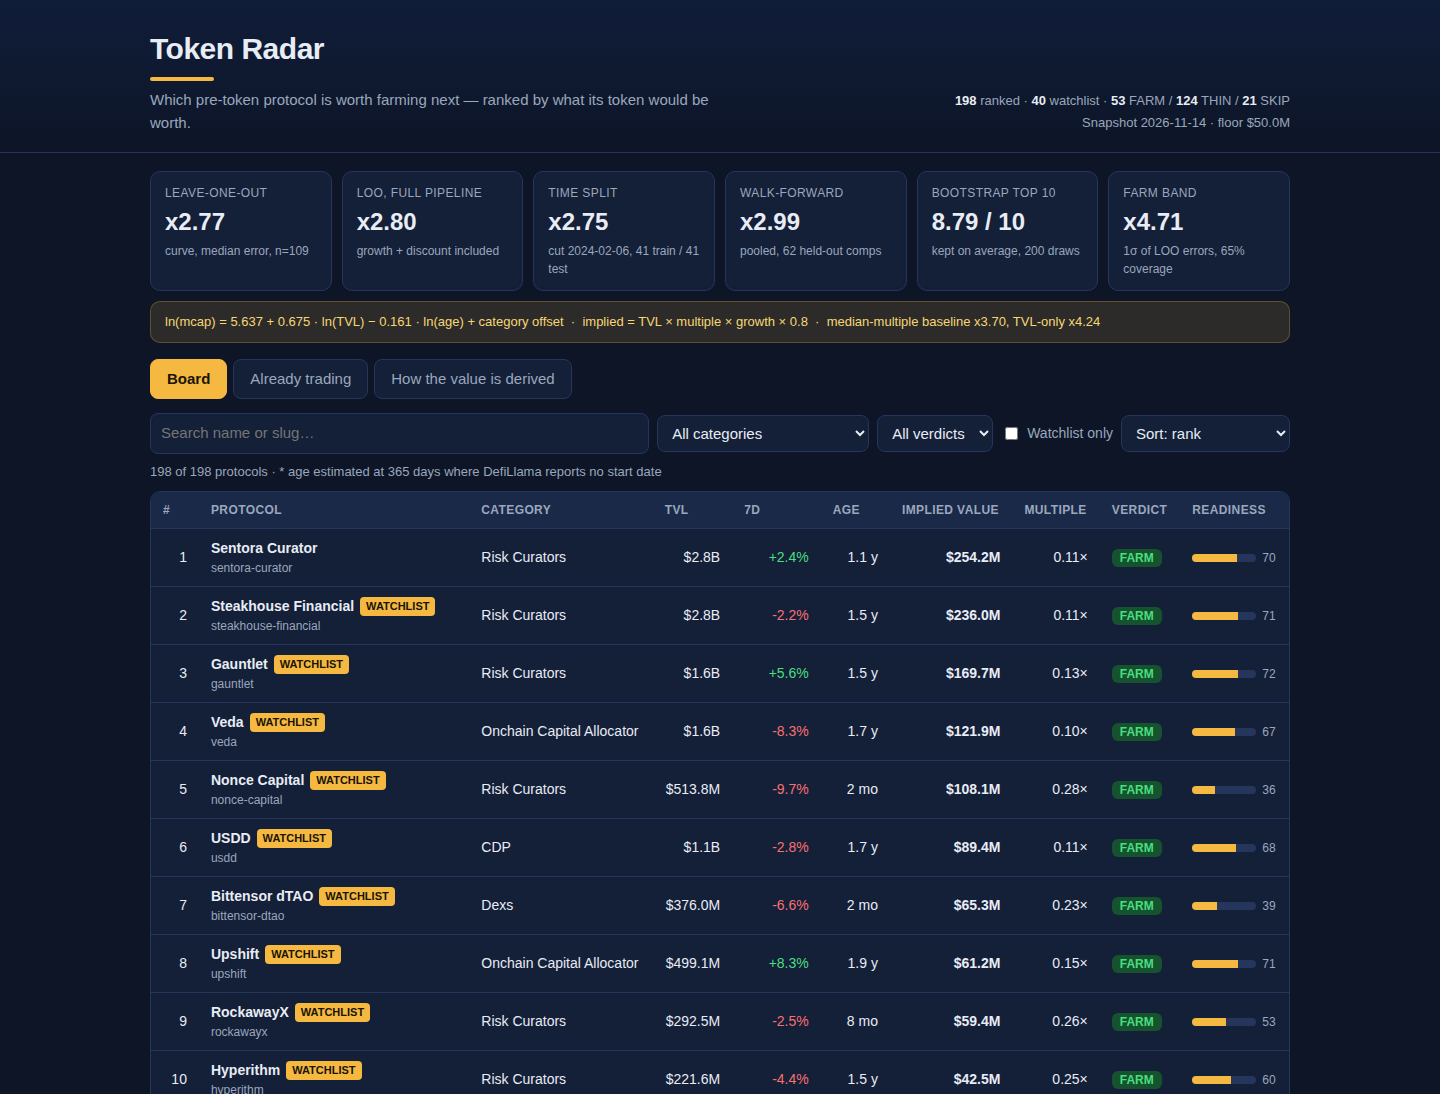 Token Radar
Which pre-token protocol is worth farming next — ranked by what its token would be
worth.
198 ranked · 40 watchlist · 53 FARM / 124 THIN / 21 SKIP
Snapshot 2026-11-14 · floor $50.0M
LEAVE-ONE-OUT
x2.77
curve, median error, n=109
LOO, FULL PIPELINE
x2.80
growth + discount included
TIME SPLIT
x2.75
cut 2024-02-06, 41 train / 41
test
WALK-FORWARD
x2.99
pooled, 62 held-out comps
BOOTSTRAP TOP 10
8.79 / 10
kept on average, 200 draws
FARM BAND
x4.71
1σ of LOO errors, 65%
coverage
ln(mcap) = 5.637 + 0.675 · ln(TVL) − 0.161 · ln(age) + category offset · implied = TVL × multiple × growth × 0.8 · median-multiple baseline x3.70, TVL-only x4.24
Board Already trading How the value is derived
Search name or slug… All categories All verdicts Watchlist only Sort: rank
198 of 198 protocols · * age estimated at 365 days where DefiLlama reports no start date
# PROTOCOL CATEGORY TVL 7D AGE IMPLIED VALUE MULTIPLE VERDICT READINESS
1 Sentora Curator Risk Curators $2.8B +2.4% 1.1 y $254.2M 0.11× FARM 70
sentora-curator
2 Steakhouse Financial WATCHLIST Risk Curators $2.8B -2.2% 1.5 y $236.0M 0.11× FARM 71
steakhouse-financial
3 Gauntlet WATCHLIST Risk Curators $1.6B +5.6% 1.5 y $169.7M 0.13× FARM 72
gauntlet
4 Veda WATCHLIST Onchain Capital Allocator $1.6B -8.3% 1.7 y $121.9M 0.10× FARM 67
veda
5 Nonce Capital WATCHLIST Risk Curators $513.8M -9.7% 2 mo $108.1M 0.28× FARM 36
nonce-capital
6 USDD WATCHLIST CDP $1.1B -2.8% 1.7 y $89.4M 0.11× FARM 68
usdd
7 Bittensor dTAO WATCHLIST Dexs $376.0M -6.6% 2 mo $65.3M 0.23× FARM 39
bittensor-dtao
8 Upshift WATCHLIST Onchain Capital Allocator $499.1M +8.3% 1.9 y $61.2M 0.15× FARM 71
upshift
9 RockawayX WATCHLIST Risk Curators $292.5M -2.5% 8 mo $59.4M 0.26× FARM 53
rockawayx
10 Hyperithm WATCHLIST Risk Curators $221.6M -4.4% 1.5 y $42.5M 0.25× FARM 60
hyperithm